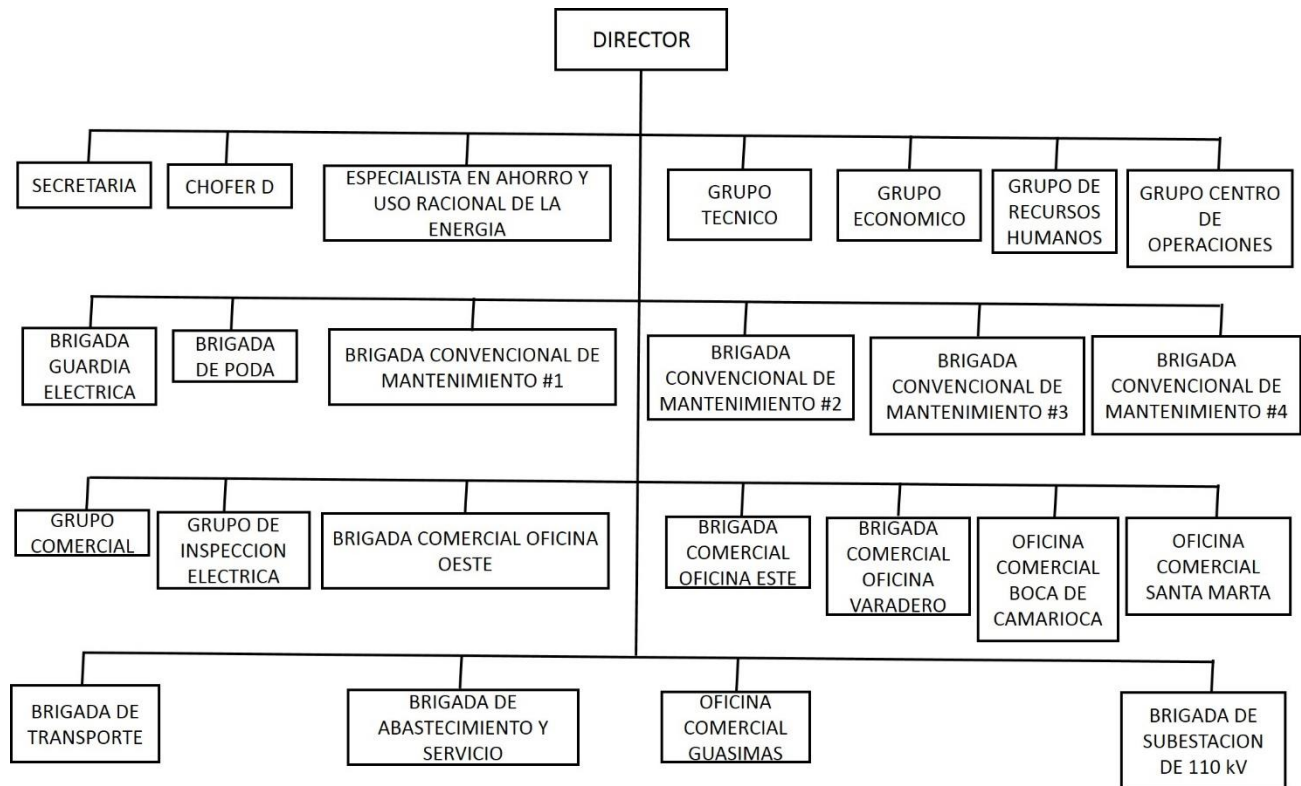 DIRECTOR
SECRETARIA
CHOFER D
ESPECIALISTA EN AHORRO Y
USO RACIONAL DE LA
ENERGIA
GRUPO
TECNICO
GRUPO
ECONOMICO
GRUPO DE
RECURSOS
HUMANOS
GRUPO CENTRO
DE
OPERACIONES
BRIGADA
GUARDIA
ELECTRICA
BRIGADA
DE PODA
BRIGADA CONVENCIONAL DE
MANTENIMIENTO #1
BRIGADA
CONVENCIONAL DE
MANTENIMIENTO #2
BRIGADA
CONVENCIONAL DE
MANTENIMIENTO #3
BRIGADA
CONVENCIONAL DE
MANTENIMIENTO #4
GRUPO
COMERCIAL
GRUPO DE
INSPECCION
ELECTRICA
BRIGADA COMERCIAL OFICINA
OESTE
BRIGADA
COMERCIAL
OFICINA ESTE
BRIGADA
COMERCIAL
OFICINA
VARADERO
OFICINA
COMERCIAL
BOCA DE
CAMARIOCA
OFICINA
COMERCIAL
SANTA MARTA
BRIGADA DE
TRANSPORTE
BRIGADA DE
ABASTECIMIENTO Y
SERVICIO
OFICINA
COMERCIAL
GUASIMAS
BRIGADA DE
SUBESTACION
DE 110 kV